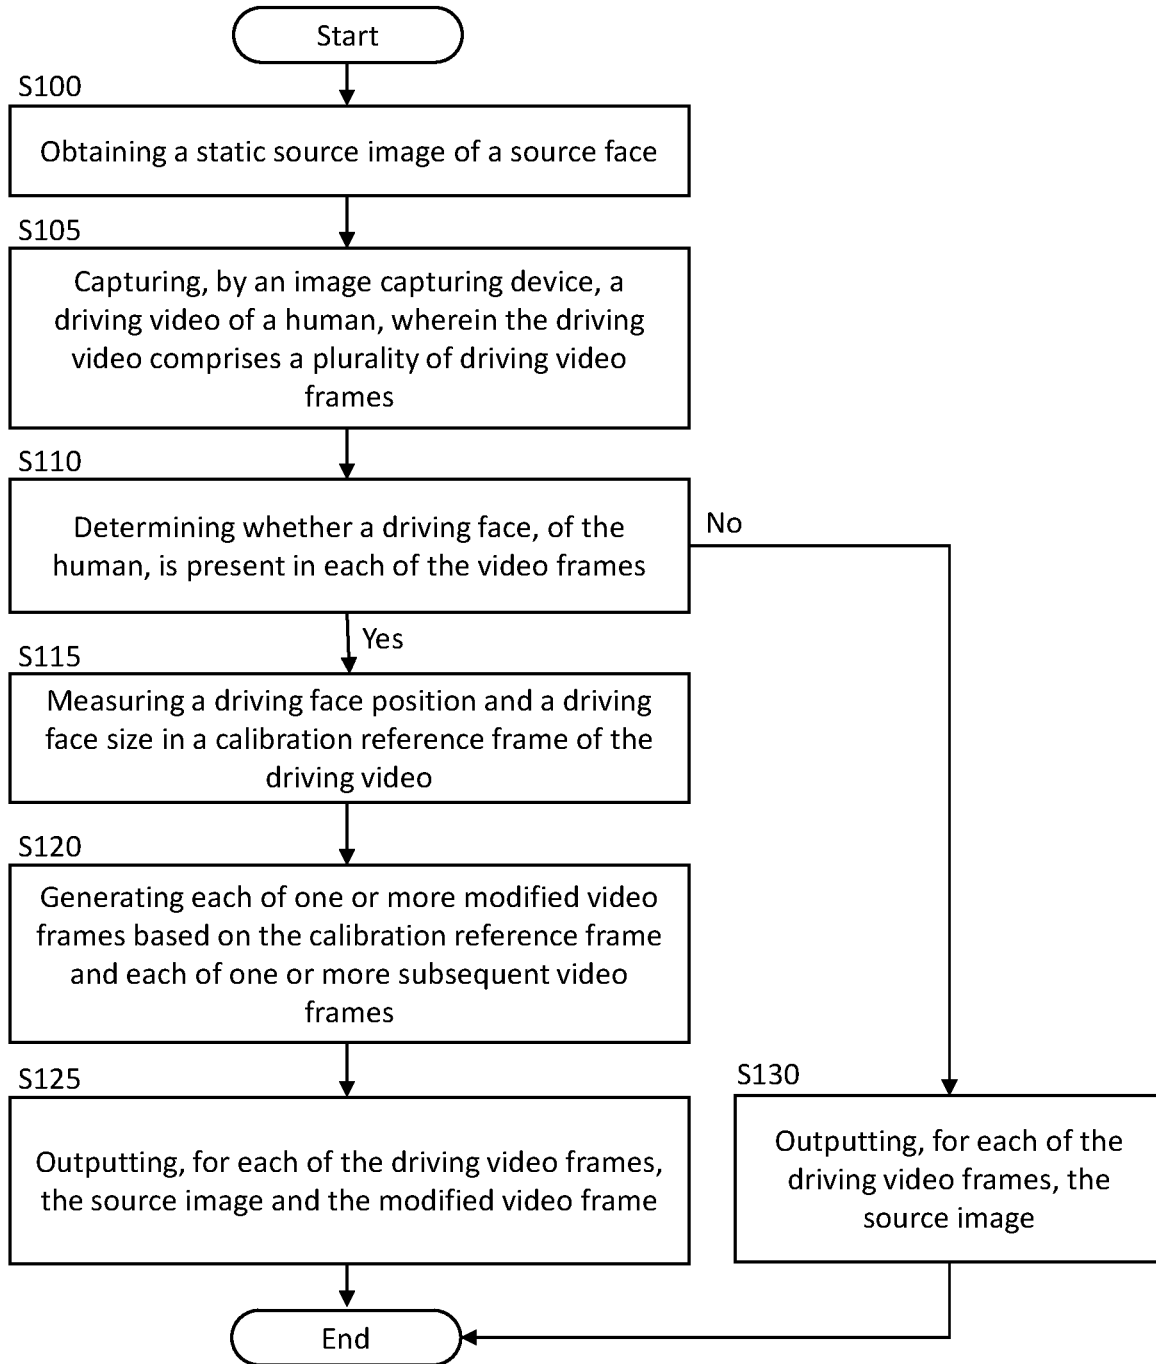 Start
S100
Obtaining a static source image of a source face
S105
Capturing, by an image capturing device, a
driving video of a human, wherein the driving
video comprises a plurality of driving video
frames
S110
Determining whether a driving face, of the
human, is present in each of the video frames
No
Yes
S115
Measuring a driving face position and a driving
face size in a calibration reference frame of the
driving video
S120
Generating each of one or more modified video
frames based on the calibration reference frame
and each of one or more subsequent video
frames
S125
Outputting, for each of the driving video frames,
the source image and the modified video frame
S130
Outputting, for each of the
driving video frames, the
source image
End